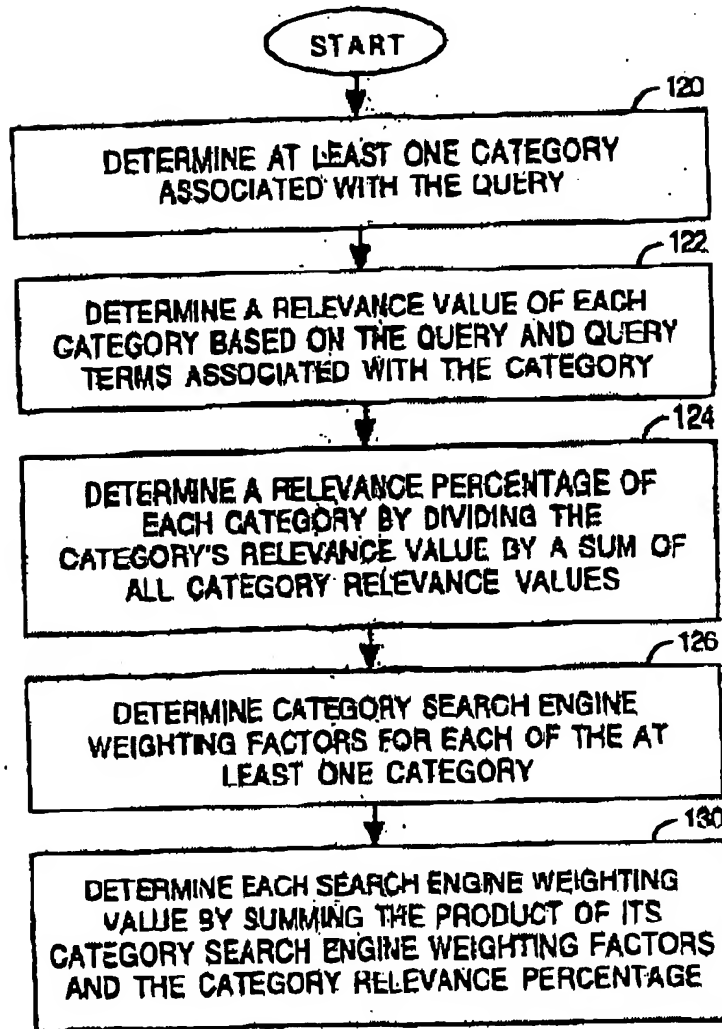 START
120
DETERMINE AT LEAST ONE CATEGORY
ASSOCIATED WITH THE QUERY
122
DETERMINE A RELEVANCE VALUE OF EACH
CATEGORY BASED ON THE QUERY AND QUERY
TERMS ASSOCIATED WITH THE CATEGORY
124
DETERMINE A RELEVANCE PERCENTAGE OF
EACH CATEGORY BY DIVIDING THE
CATEGORY'S RELEVANCE VALUE BY A SUM OF
ALL CATEGORY RELEVANCE VALUES
126
DETERMINE CATEGORY SEARCH ENGINE
WEIGHTING FACTORS FOR EACH OF THE AT
LEAST ONE CATEGORY
130
DETERMINE EACH SEARCH ENGINE WEIGHTING
VALUE BY SUMMING THE PRODUCT OF ITS
CATEGORY SEARCH ENGINE WEIGHTING FACTORS
AND THE CATEGORY RELEVANCE PERCENTAGE